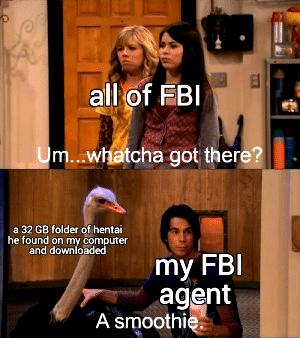 all of FBI
Um...whatcha got there?
a 32 GB folder of hentai
he found on my computer
and downloaded
my FBI
agent
A smoothie.